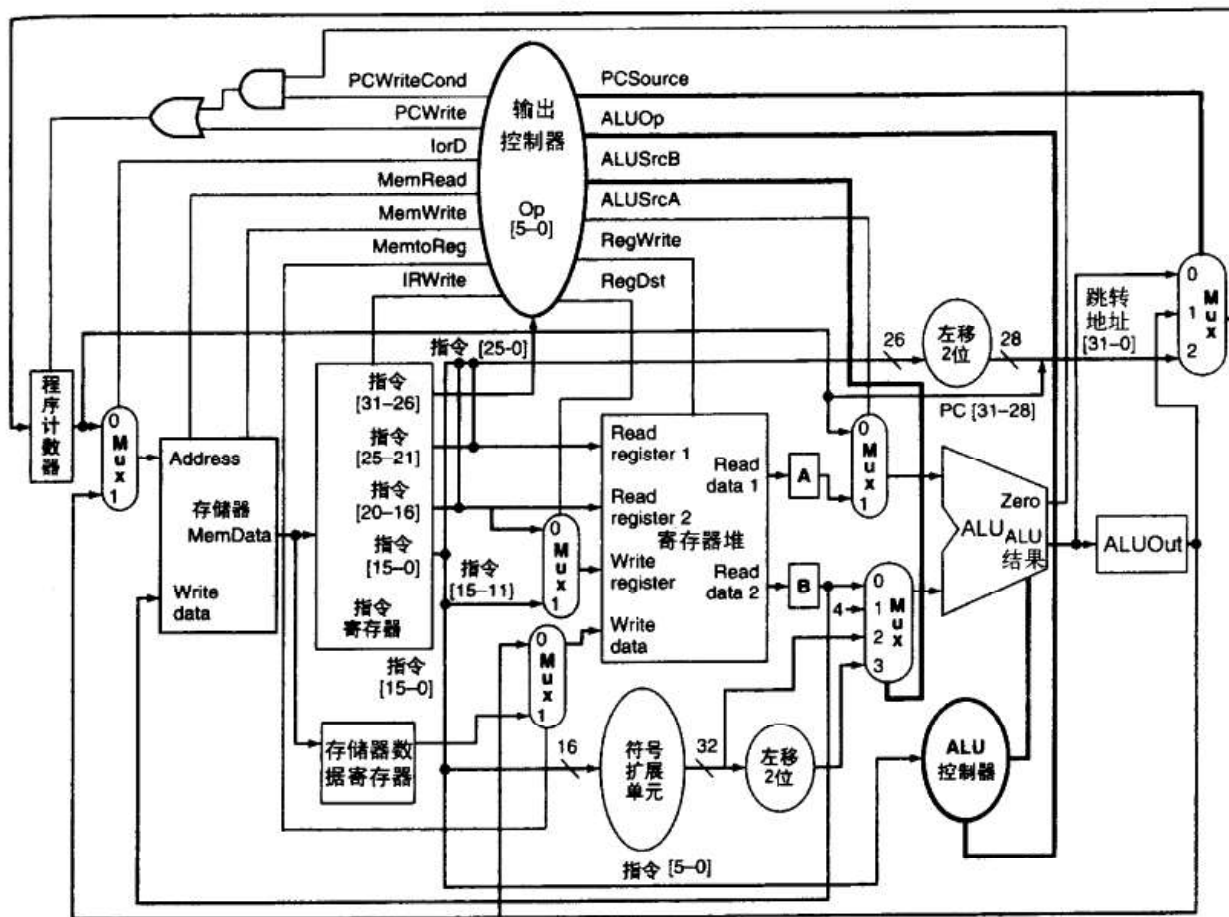 PCWriteCond
PCWrite
IorD
MemRead
MemWrite
MemtoReg
IRWrite
输出
控制器
Op
[5–0]
PCSource
ALUOp
ALUSrcB
ALUSrcA
RegWrite
RegDst
程序计数器
0
Mux
1
Address
存储器
MemData
Write
data
指令 [25-0]
指令
[31–26]
指令
[25–21]
指令
[20–16]
指令
[15–0]
指令
寄存器
指令
[15–11]
指令
[15–0]
0
Mux
1
0
Mux
1
存储器数
据寄存器
Read
register 1
Read
register 2
寄存器堆
Write
register
Write
data
Read
data 1
Read
data 2
A
B
16
符号
扩展
单元
32
左移
2位
26
左移
2位
28
PC [31–28]
跳转
地址
[31–0]
0
Mux
1
0
4
1
2
3
Mux
Zero
ALU
ALU
结果
ALUOut
0
1
2
Mux
ALU
控制器
指令 [5–0]